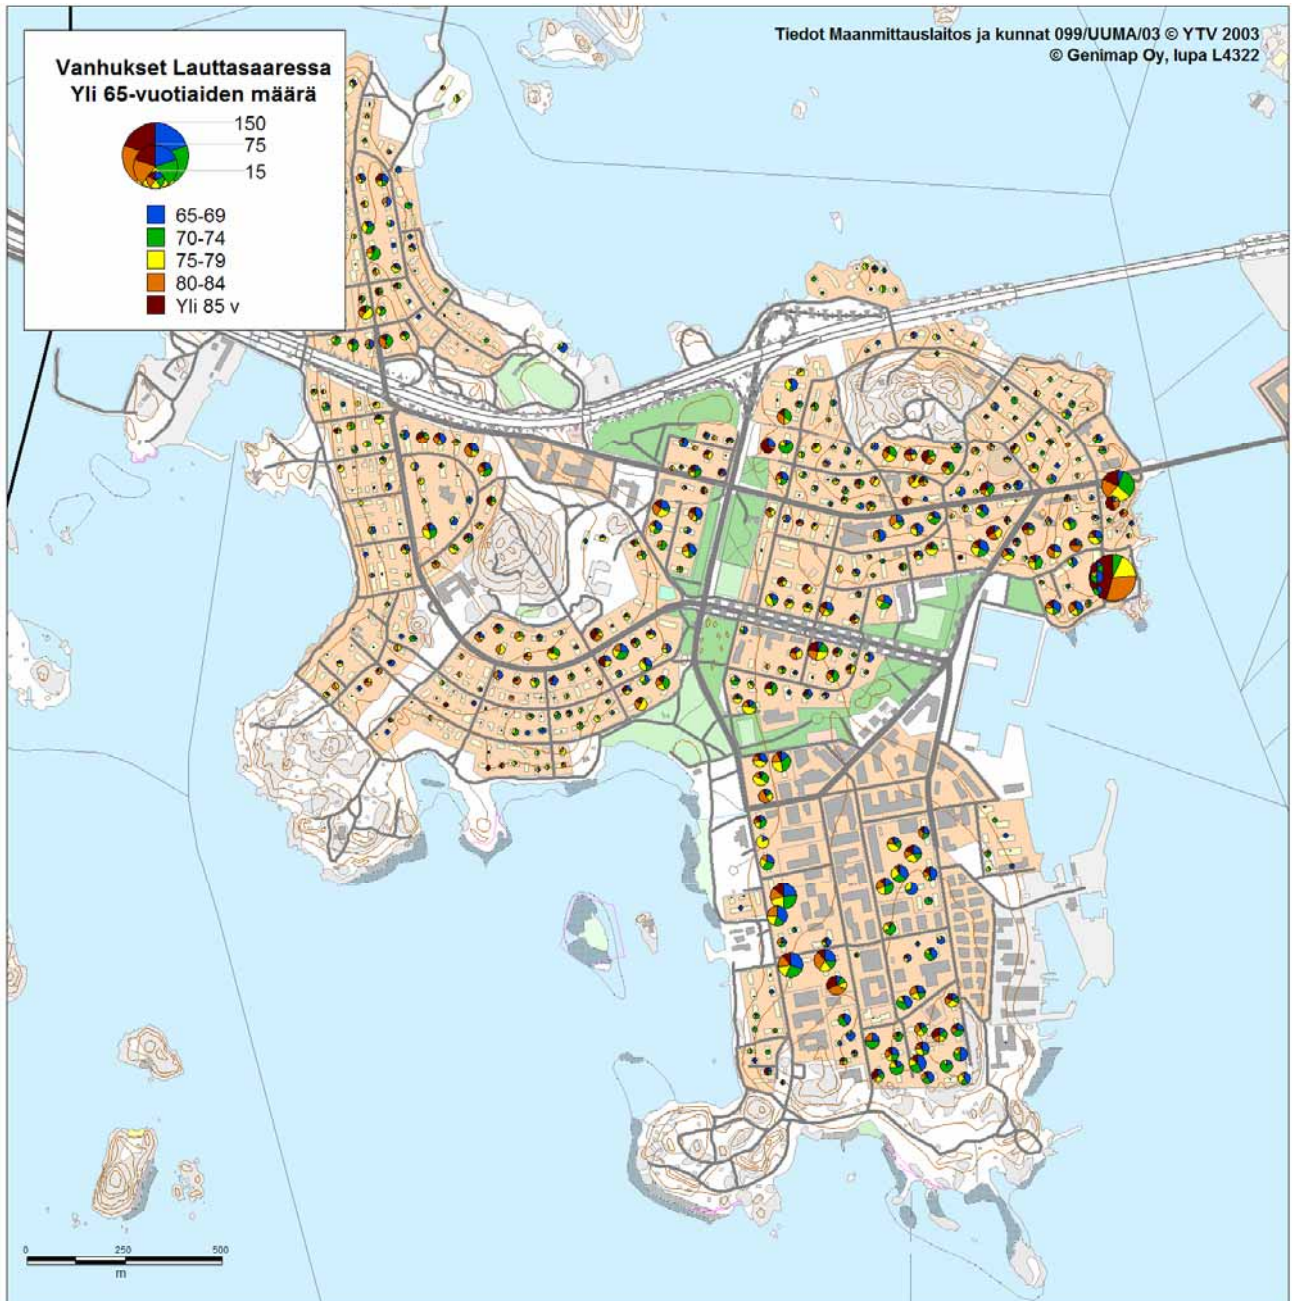 Tiedot Maanmittauslaitos ja kunnat 099/UUMA/03 © YTV 2003
© Genimap Oy, lupa L4322
Vanhukset Lauttasaaressa
Yli 65-vuotiaiden määrä
150
75
15
65-69
70-74
75-79
80-84
Yli 85 v
0 250 500
m